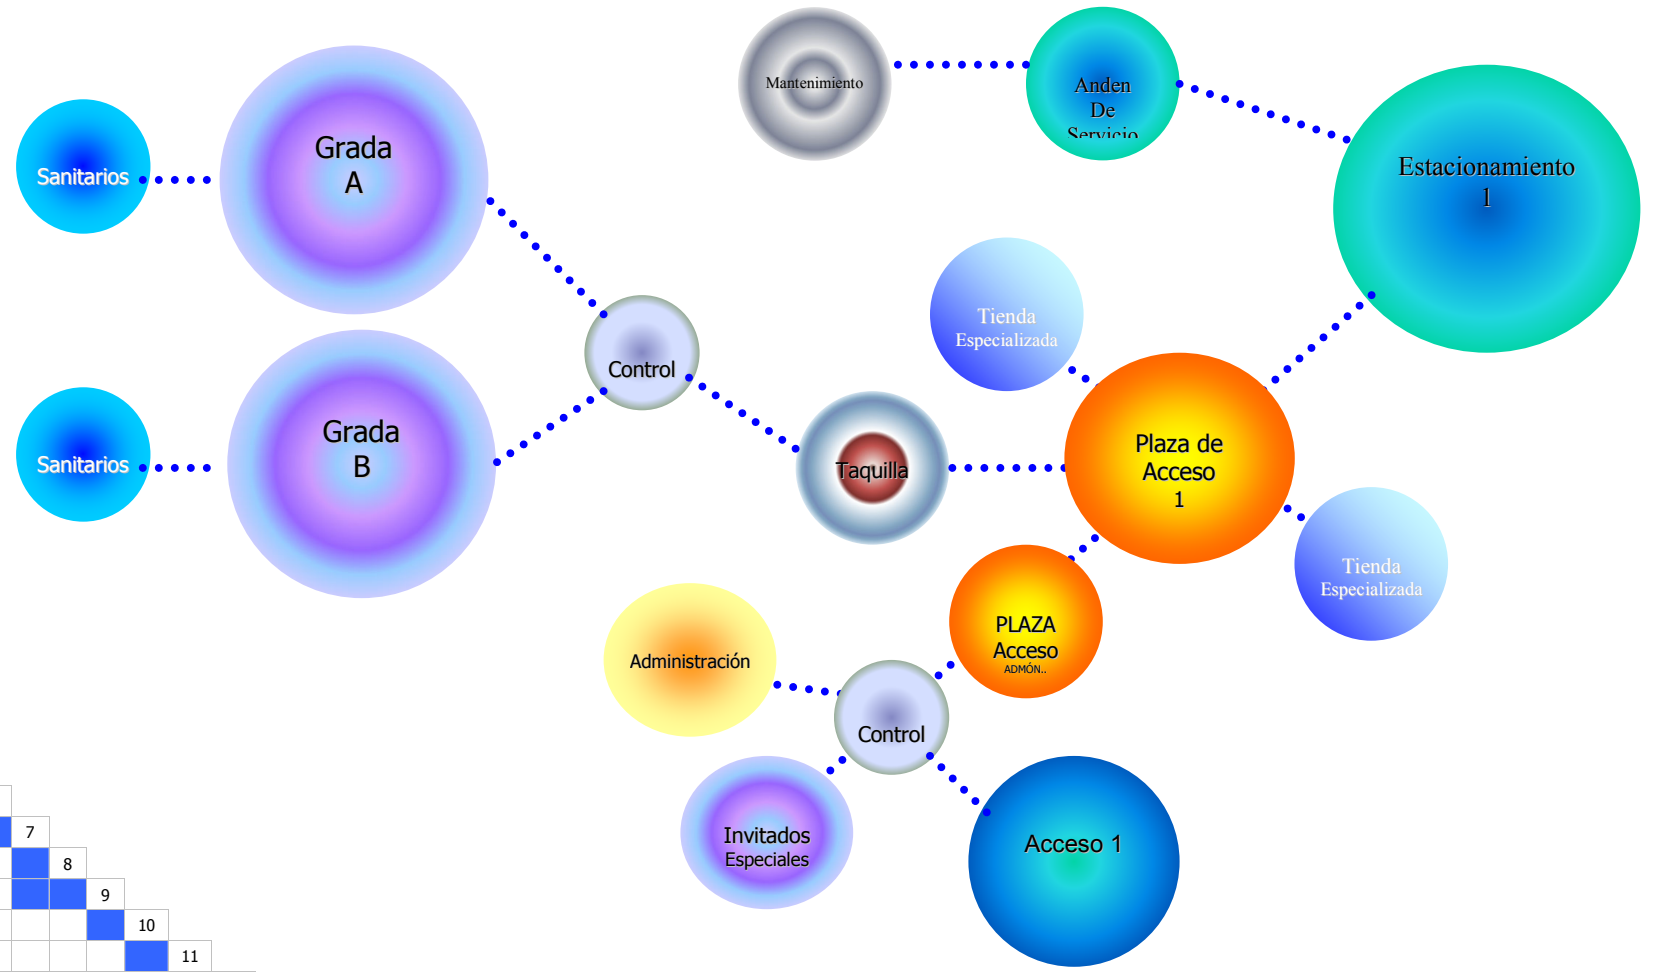 Mantenimiento
Anden
De
Servicio
Estacionamiento
1
Sanitarios
Grada
A
Tienda
Especializada
Control
Sanitarios
Grada
B
Taquilla
Plaza de
Acceso
1
Tienda
Especializada
PLAZA
Acceso
ADMÓN..
Administración
Control
Invitados
Especiales
Acceso 1
7
8
9
10
11